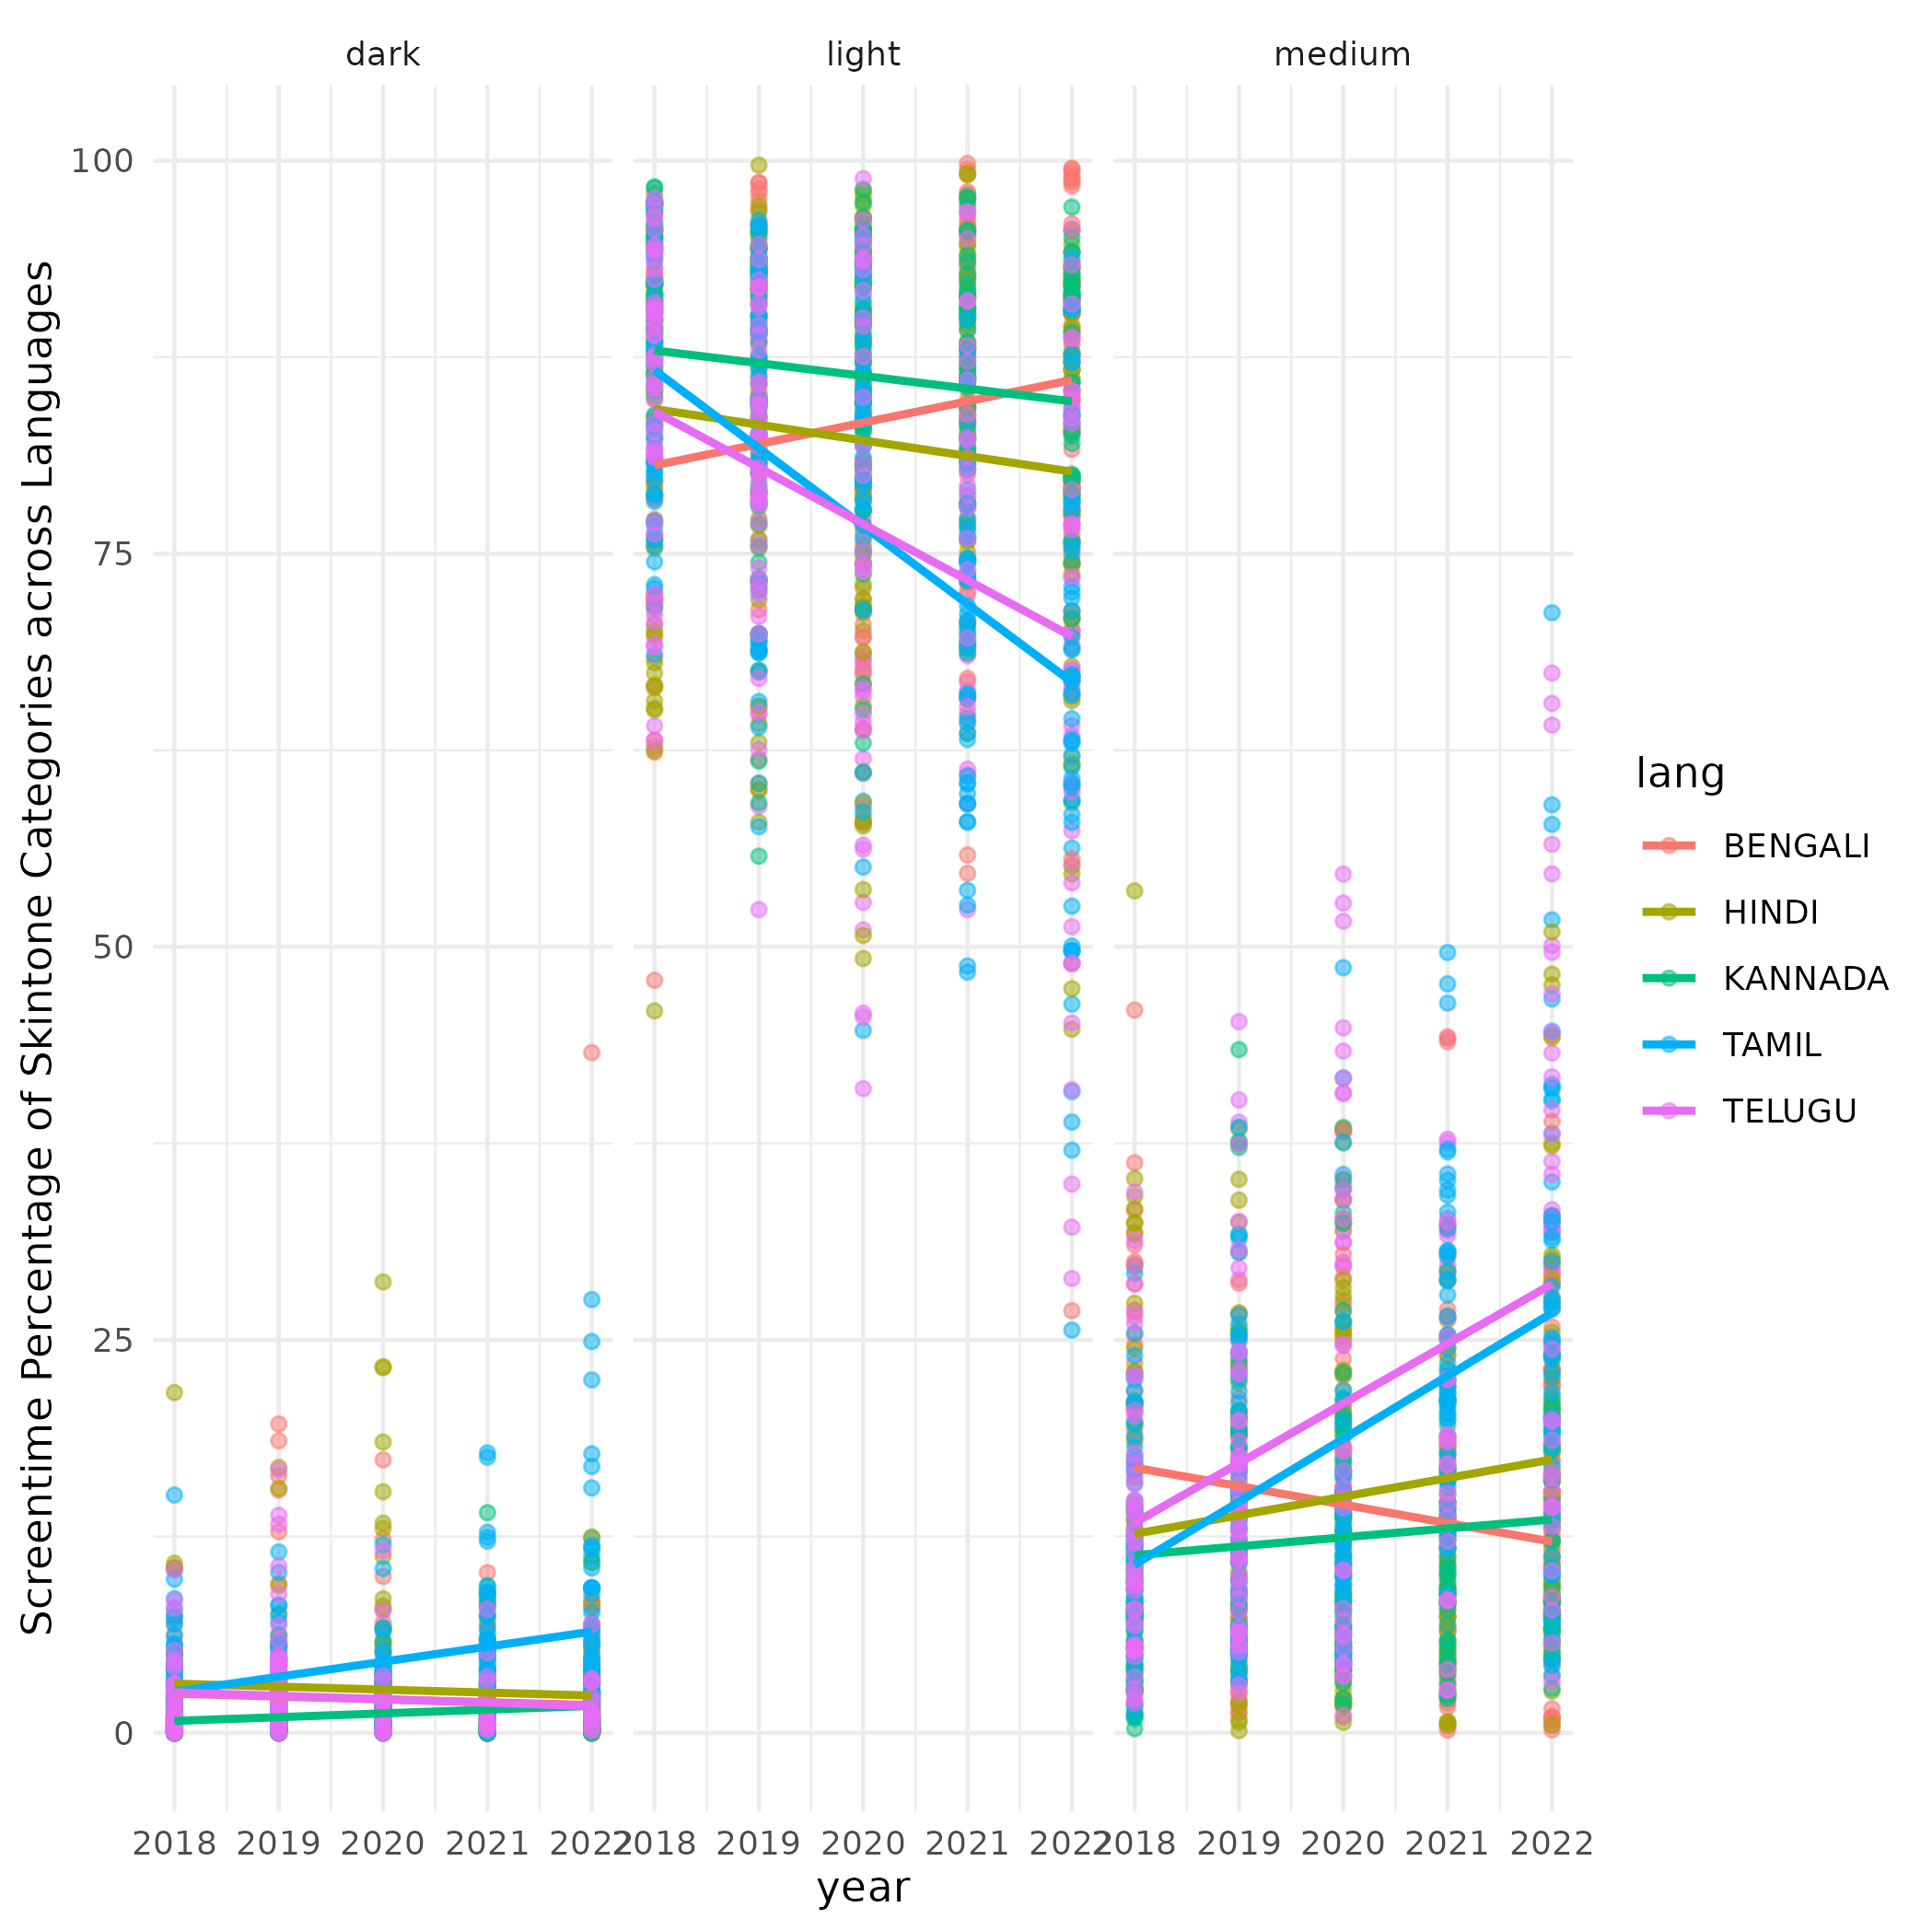 dark light medium
Screentime Percentage of Skintone Categories across Languages
100
75
50
25
0
2018 2019 2020 2021 2022 2018 2019 2020 2021 2022 2018 2019 2020 2021 2022
year
lang
BENGALI
HINDI
KANNADA
TAMIL
TELUGU